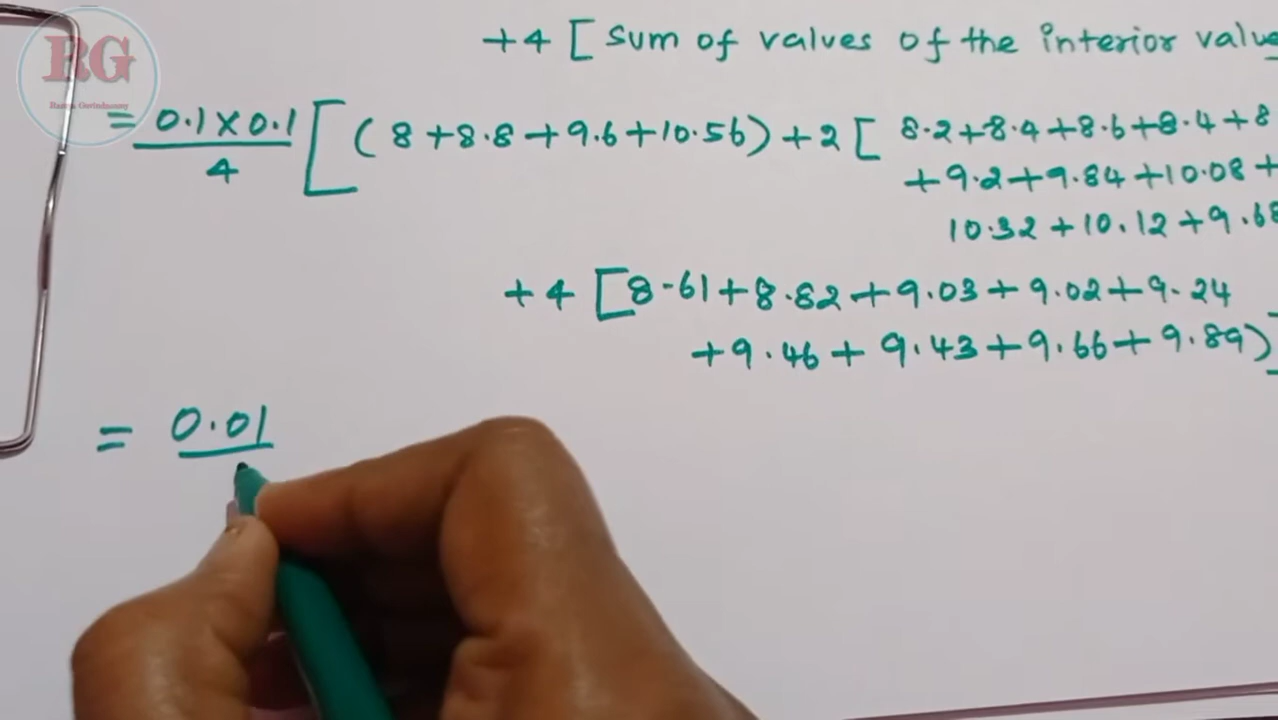 RG
Ramya Govindasamy
+ 4 [ sum of values of the interior value
= 0.1 X 0.1 / 4 [ ( 8 + 8.8 + 9.6 + 10.56 ) + 2 [ 8.2 + 8.4 + 8.6 + 8.4 + 8
+ 9.2 + 9.84 + 10.08 +
10.32 + 10.12 + 9.68
+ 4 [ 8.61 + 8.82 + 9.03 + 9.02 + 9.24
+ 9.46 + 9.43 + 9.66 + 9.89 ) ]
= 0.01